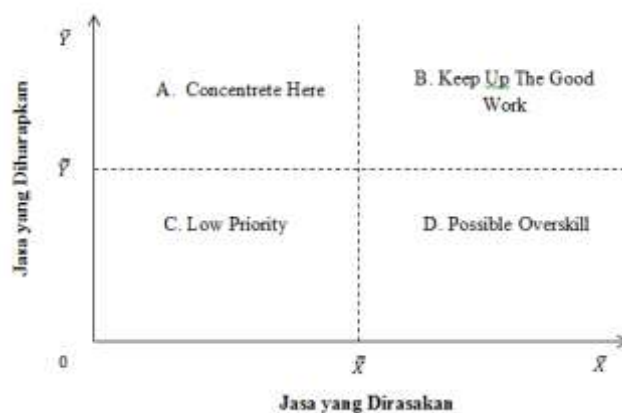 Ȳ
A. Concentrete Here
B. Keep Up The Good
Work
Jasa yang Diharapkan
Ȳ
C. Low Priority
D. Possible Overskill
0
X̄
X̄
Jasa yang Dirasakan